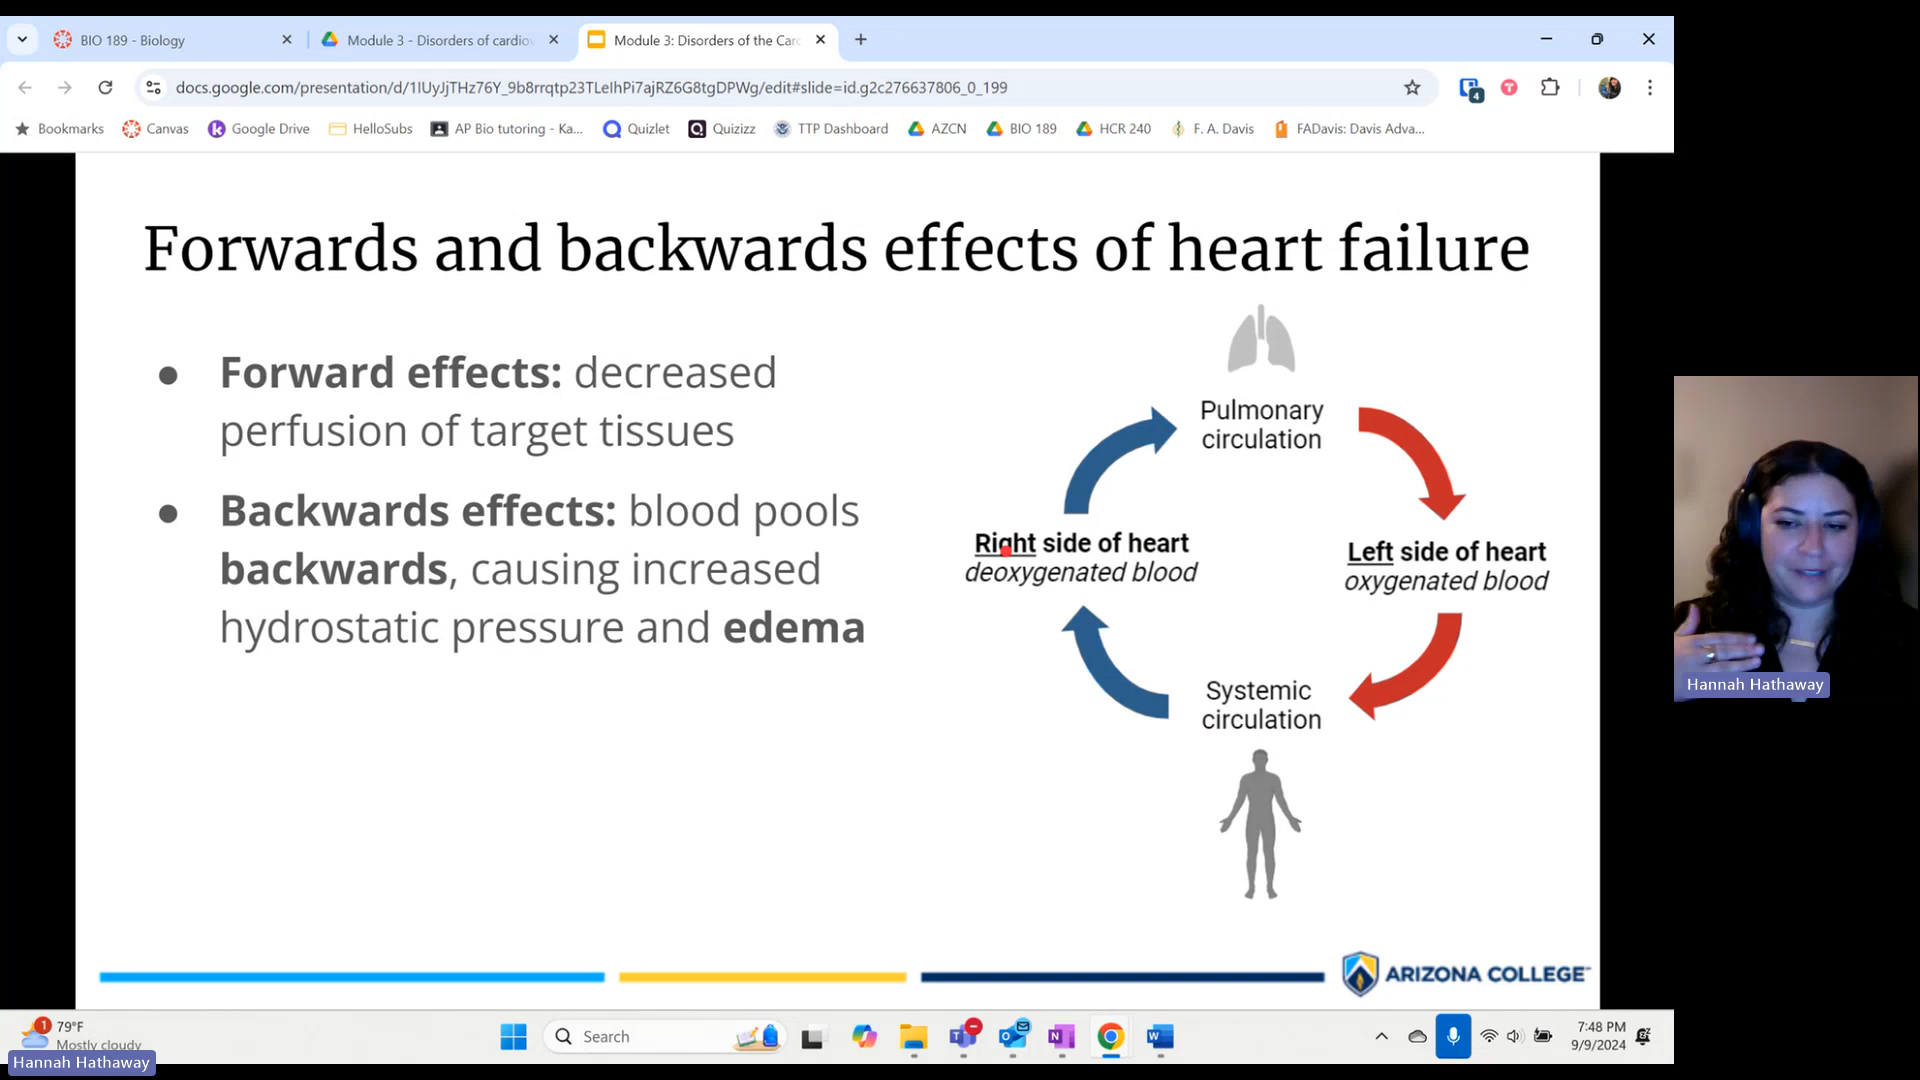 BIO 189 - Biology
Module 3 - Disorders of cardiov
Module 3: Disorders of the Card
docs.google.com/presentation/d/1IUyJjTHz76Y_9b8rrqtp23TLeIhPi7ajRZ6G8tgDPWg/edit#slide=id.g2c276637806_0_199
4
T
Bookmarks
Canvas
Google Drive
HelloSubs
AP Bio tutoring - Ka...
Quizlet
Quizizz
TTP Dashboard
AZCN
BIO 189
HCR 240
F. A. Davis
FADavis: Davis Adva...
Forwards and backwards effects of heart failure
● Forward effects: decreased
perfusion of target tissues
● Backwards effects: blood pools
backwards, causing increased
hydrostatic pressure and edema
Pulmonary
circulation
Right side of heart
deoxygenated blood
Left side of heart
oxygenated blood
Systemic
circulation
ARIZONA COLLEGE
Hannah Hathaway
1
79°F
Mostly cloudy
Search
7:48 PM
9/9/2024
Hannah Hathaway